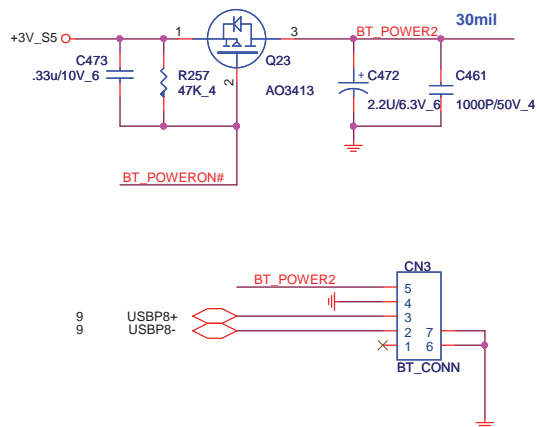 30mil
+3V_S5
1
3
BT_POWER2
C473
.33u/10V_6
R257
47K_4
2
Q23
AO3413
+
C472
2.2U/6.3V_6
C461
1000P/50V_4
BT_POWERON#
CN3
BT_POWER2
5
4
9
USBP8+
3
9
USBP8-
2
7
1
6
BT_CONN